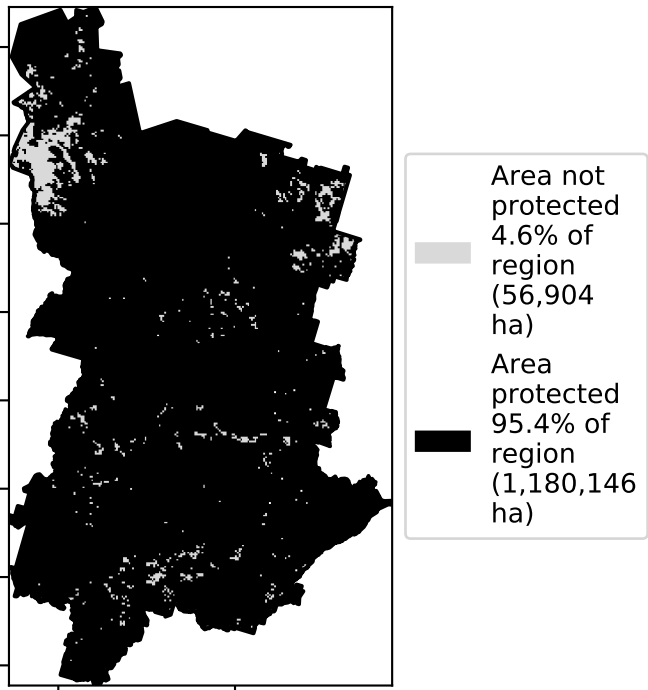 Area not
protected
4.6% of
region
(56,904
ha)
Area
protected
95.4% of
region
(1,180,146
ha)